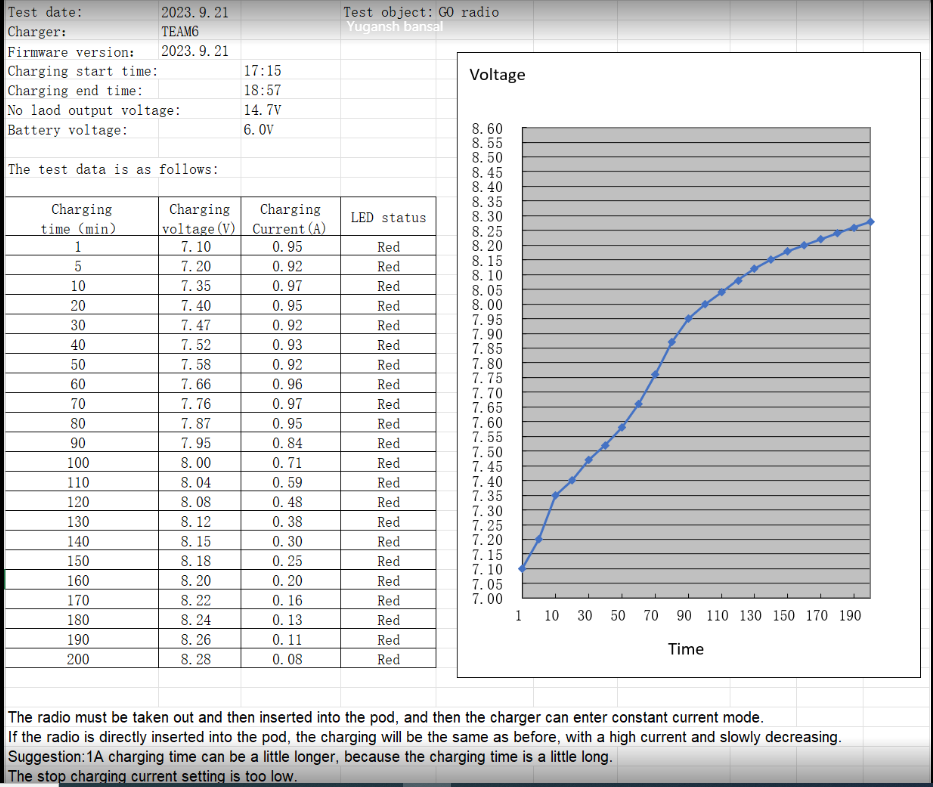 Test date: 2023.9.21 Test object: GO radio
Yugansh bansal
Charger: TEAM6
Firmware version: 2023.9.21
Charging start time: 17:15
Charging end time: 18:57
No laod output voltage: 14.7V
Battery voltage: 6.0V
The test data is as follows:
Charging time (min) Charging voltage(V) Charging Current(A) LED status
1 7.10 0.95 Red
5 7.20 0.92 Red
10 7.35 0.97 Red
20 7.40 0.95 Red
30 7.47 0.92 Red
40 7.52 0.93 Red
50 7.58 0.92 Red
60 7.66 0.96 Red
70 7.76 0.97 Red
80 7.87 0.95 Red
90 7.95 0.84 Red
100 8.00 0.71 Red
110 8.04 0.59 Red
120 8.08 0.48 Red
130 8.12 0.38 Red
140 8.15 0.30 Red
150 8.18 0.25 Red
160 8.20 0.20 Red
170 8.22 0.16 Red
180 8.24 0.13 Red
190 8.26 0.11 Red
200 8.28 0.08 Red
Voltage
8.60
8.55
8.50
8.45
8.40
8.35
8.30
8.25
8.20
8.15
8.10
8.05
8.00
7.95
7.90
7.85
7.80
7.75
7.70
7.65
7.60
7.55
7.50
7.45
7.40
7.35
7.30
7.25
7.20
7.15
7.10
7.05
7.00
1 10 30 50 70 90 110 130 150 170 190
Time
The radio must be taken out and then inserted into the pod, and then the charger can enter constant current mode.
If the radio is directly inserted into the pod, the charging will be the same as before, with a high current and slowly decreasing.
Suggestion:1A charging time can be a little longer, because the charging time is a little long.
The stop charging current setting is too low.